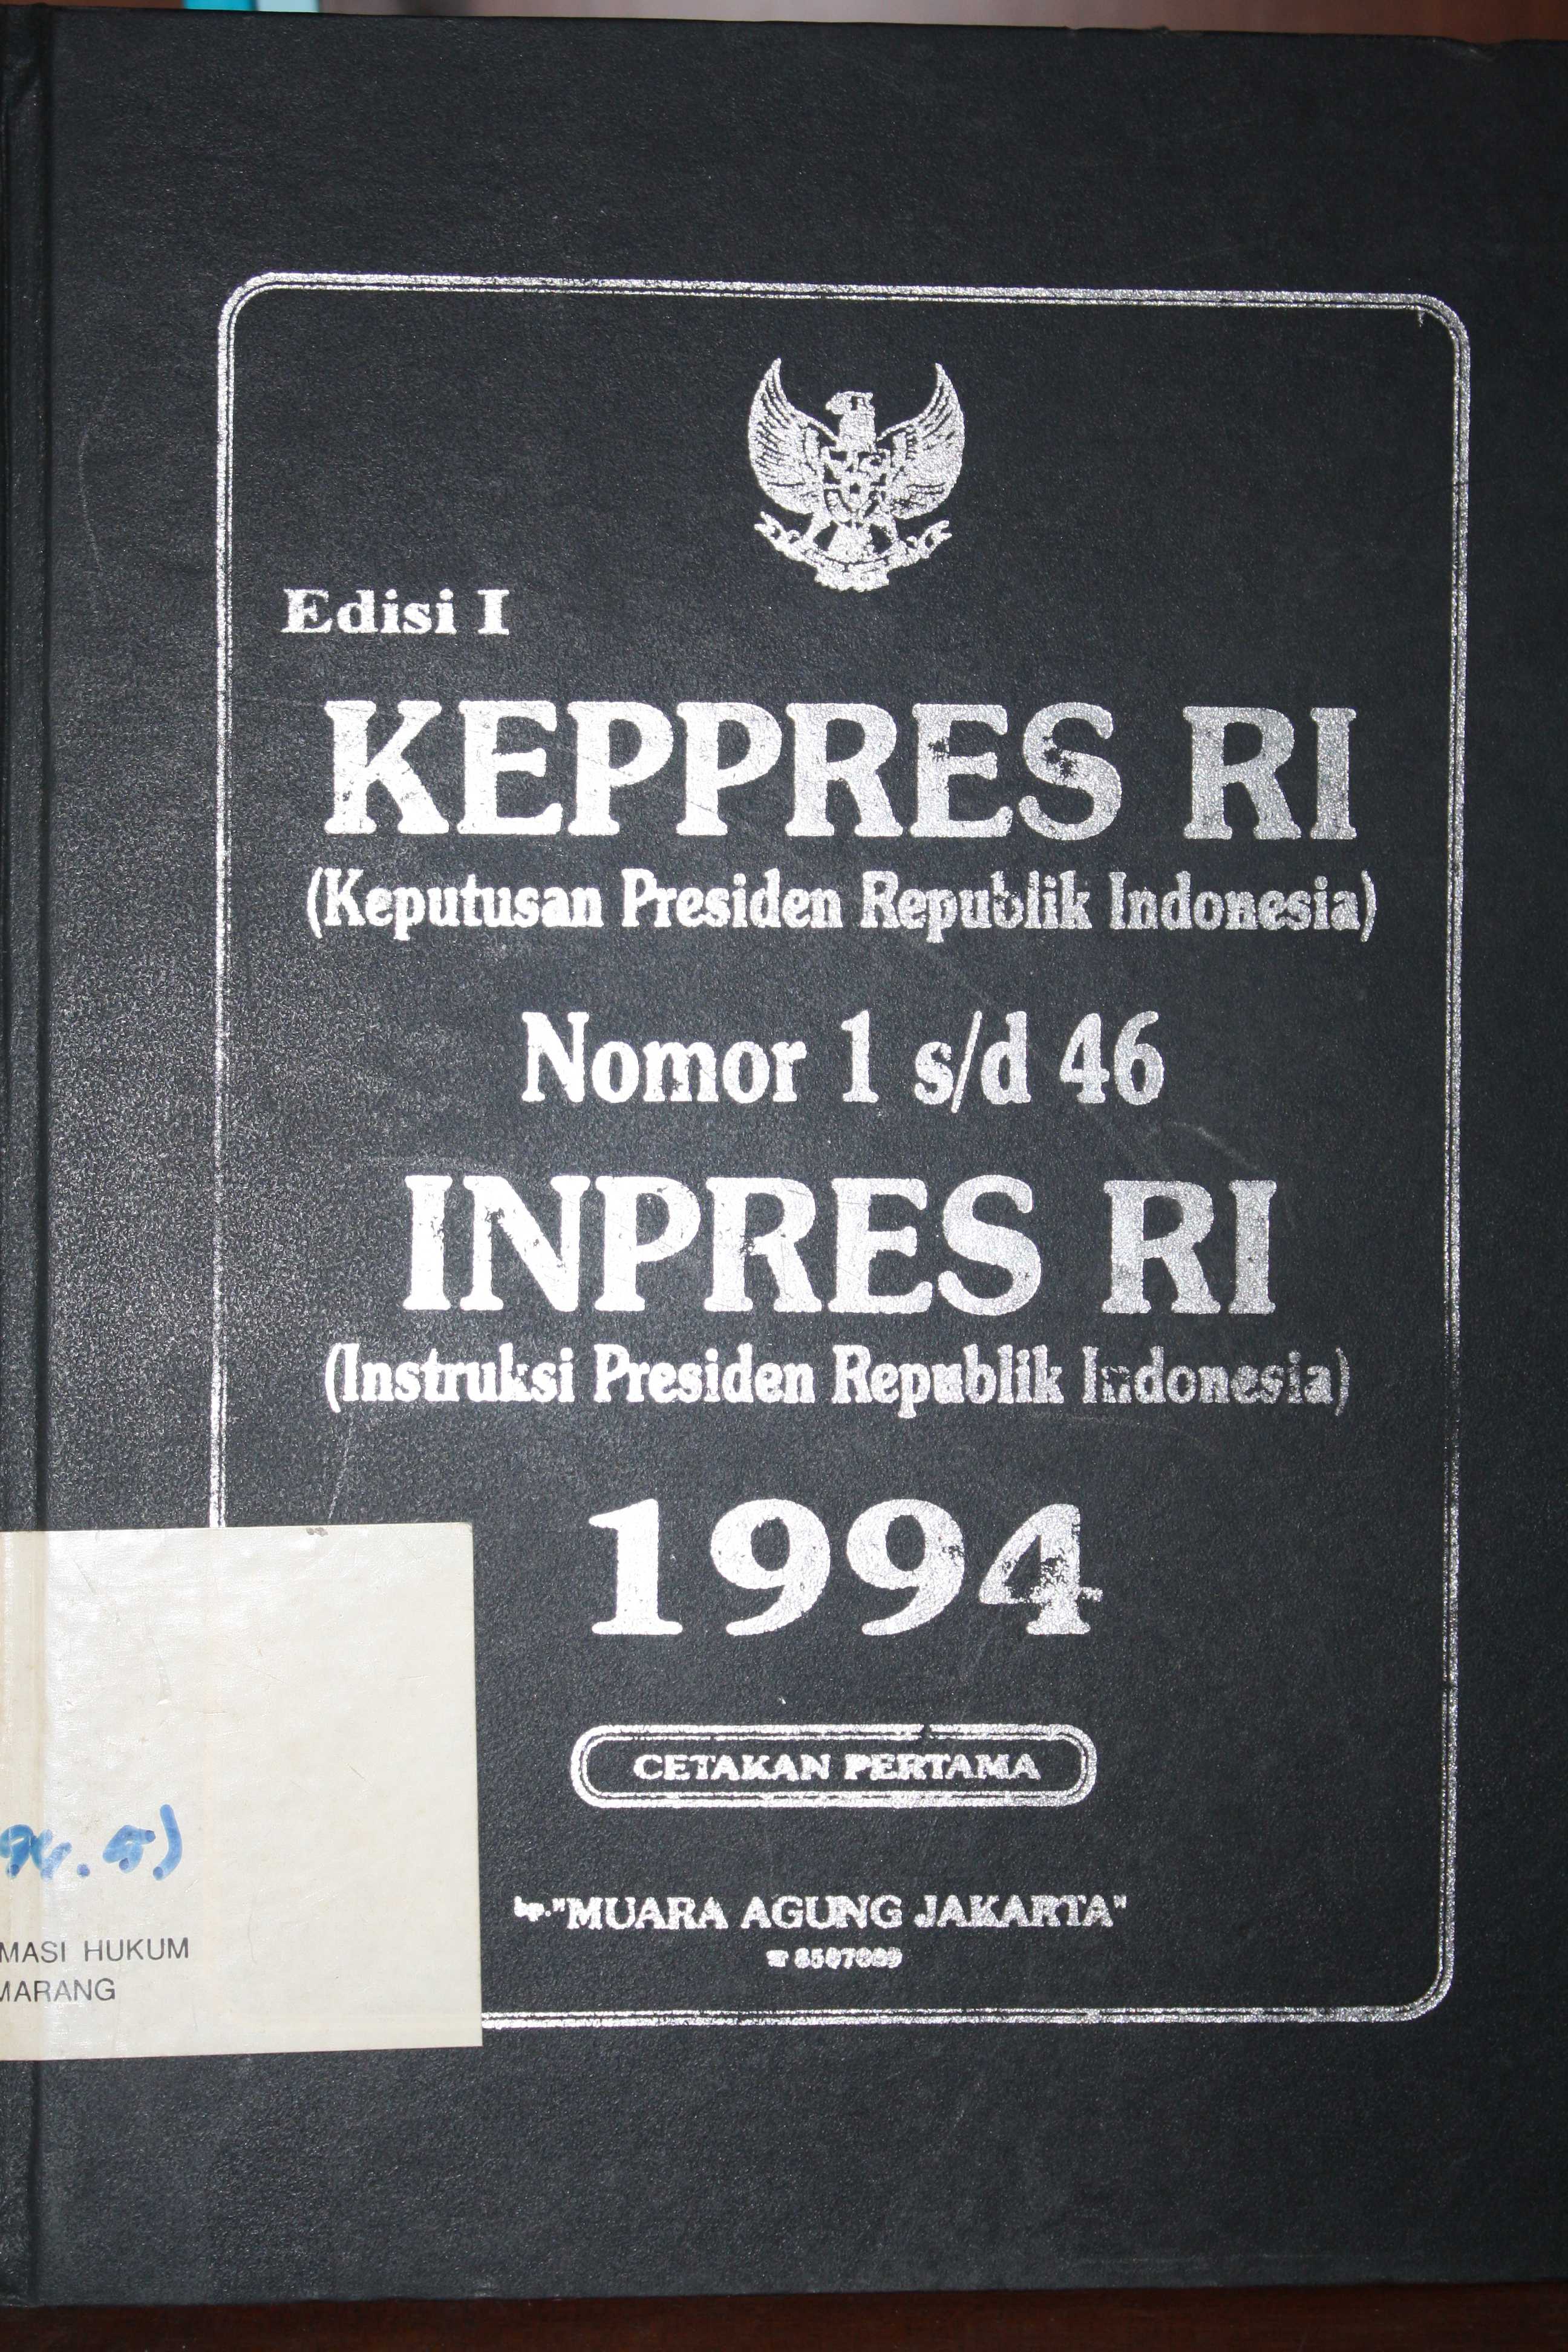 Edisi I
KEPPRES RI
(Keputusan Presiden Republik Indonesia)
Nomor 1 s/d 46
INPRES RI
(Instruksi Presiden Republik Indonesia)
1994
CETAKAN PERTAMA
bp."MUARA AGUNG JAKARTA"
MASI HUKUM
MARANG